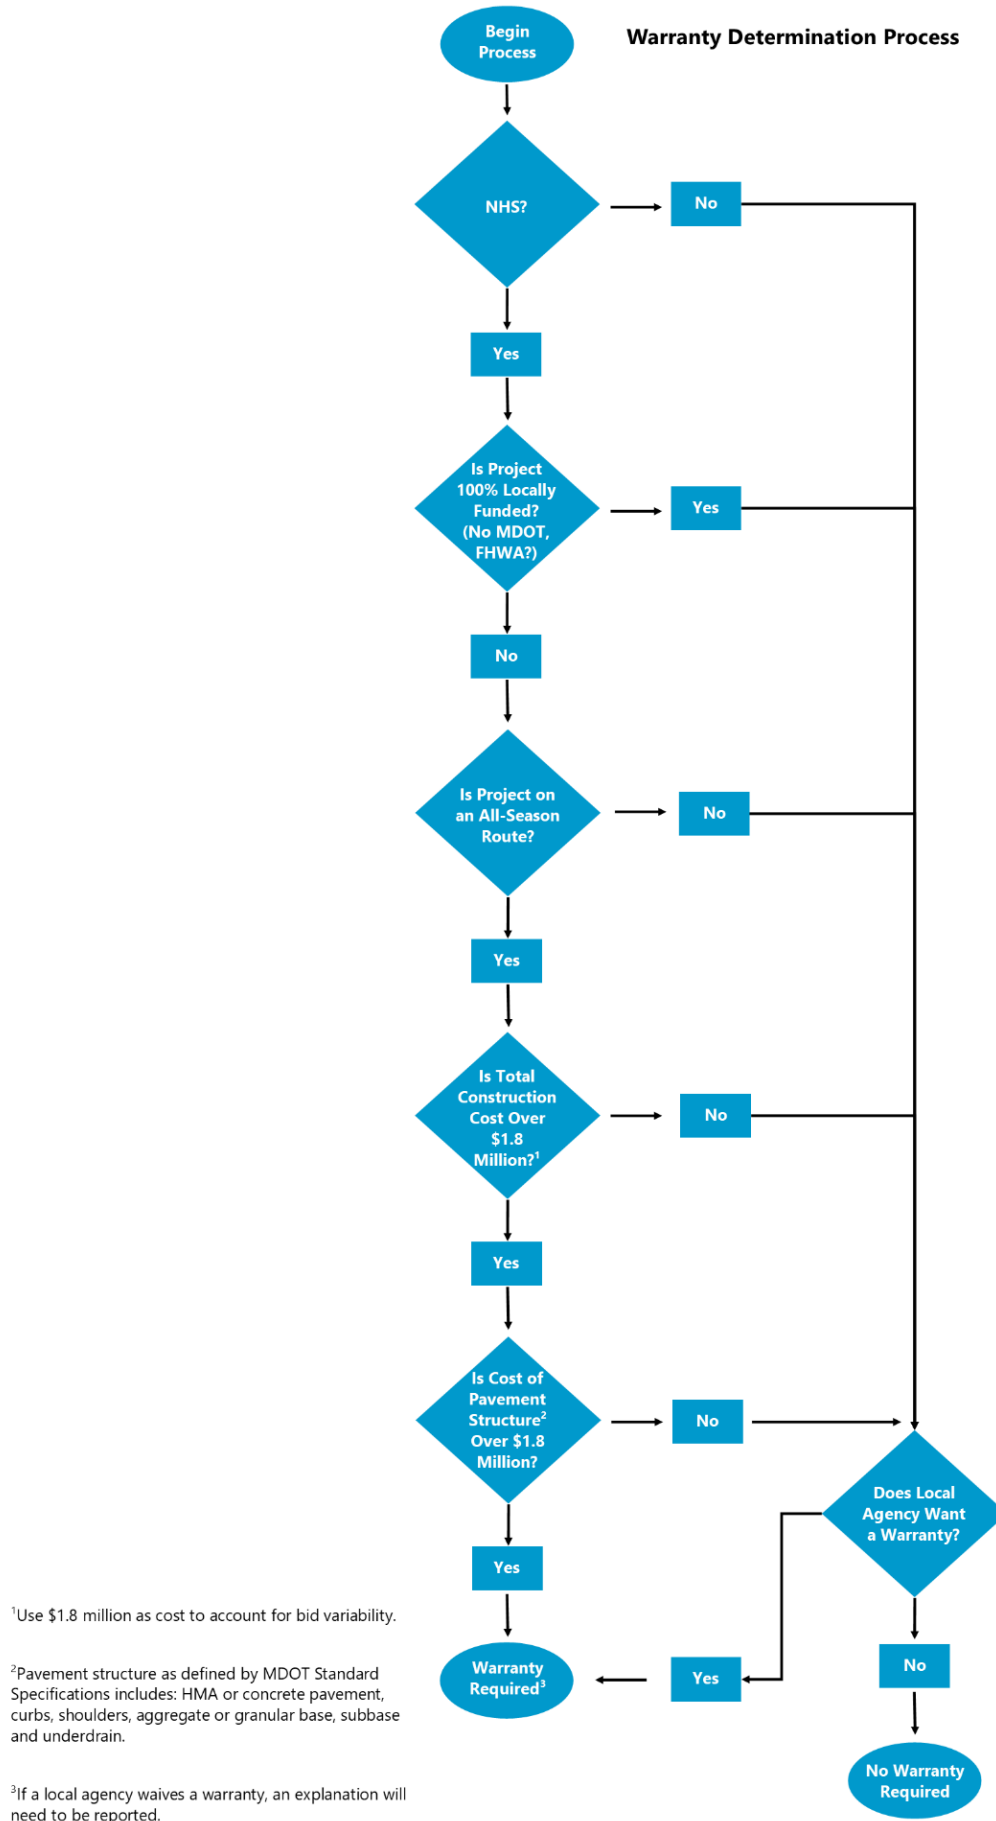 Begin
Process
Warranty Determination Process
NHS?
No
Yes
Is Project
100% Locally
Funded?
(No MDOT,
FHWA?)
Yes
No
Is Project on
an All-Season
Route?
No
Yes
Is Total
Construction
Cost Over
$1.8
Million?¹
No
Yes
Is Cost of
Pavement
Structure²
Over $1.8
Million?
No
Does Local
Agency Want
a Warranty?
Yes
Warranty
Required³
Yes
No
No Warranty
Required
¹Use $1.8 million as cost to account for bid variability.
²Pavement structure as defined by MDOT Standard
Specifications includes: HMA or concrete pavement,
curbs, shoulders, aggregate or granular base, subbase
and underdrain.
³If a local agency waives a warranty, an explanation will
need to be reported.